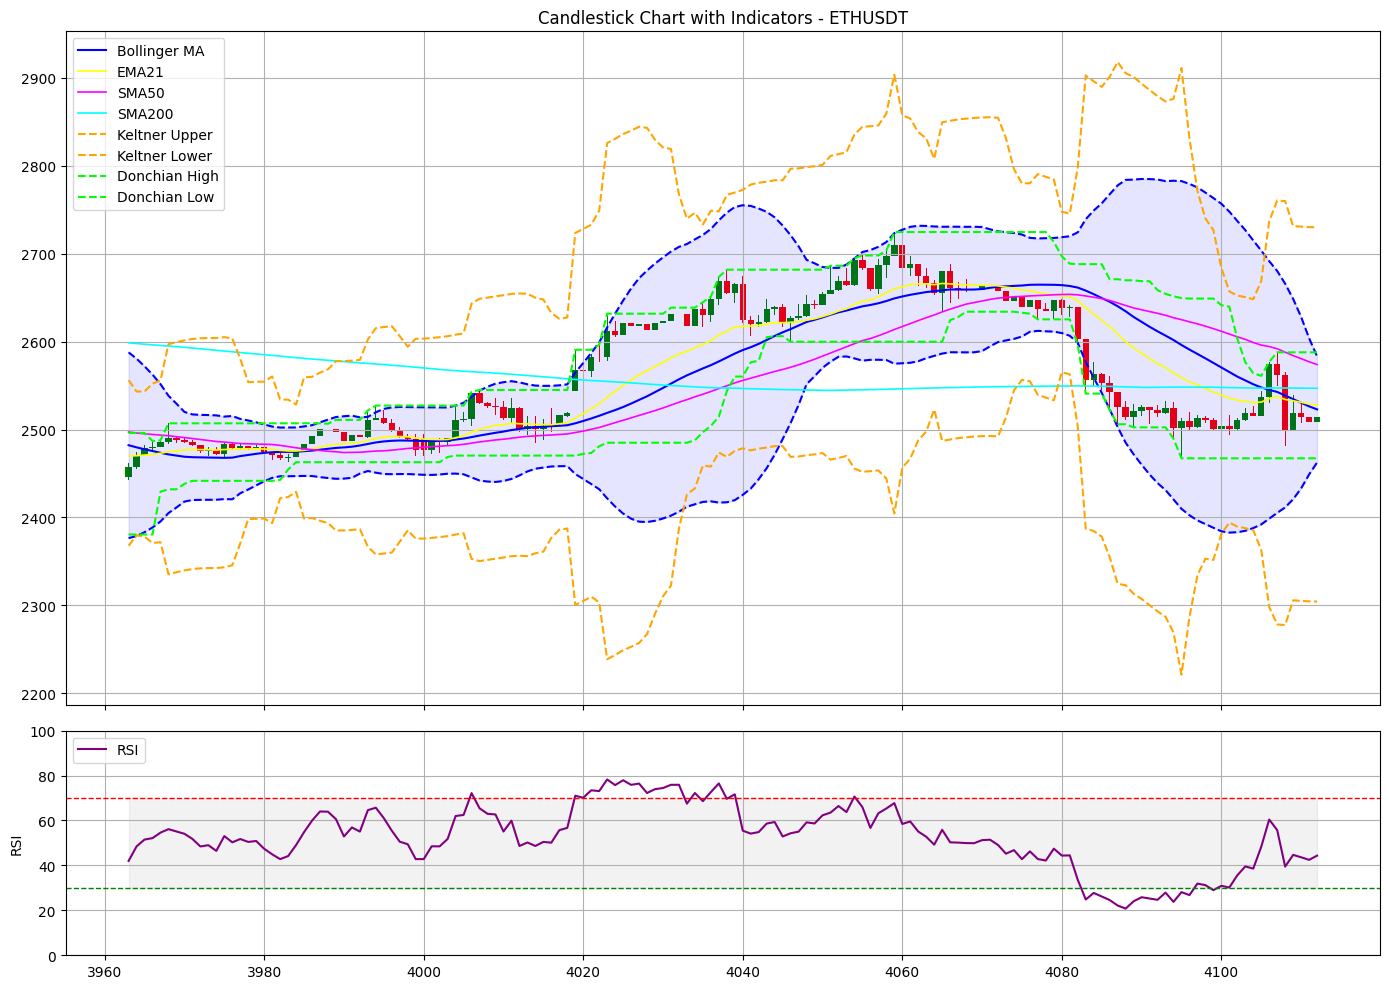 Candlestick Chart with Indicators - ETHUSDT
Bollinger MA
EMA21
SMA50
SMA200
Keltner Upper
Keltner Lower
Donchian High
Donchian Low
2900
2800
2700
2600
2500
2400
2300
2200
RSI
100
80
60
40
20
0
RSI
3960
3980
4000
4020
4040
4060
4080
4100